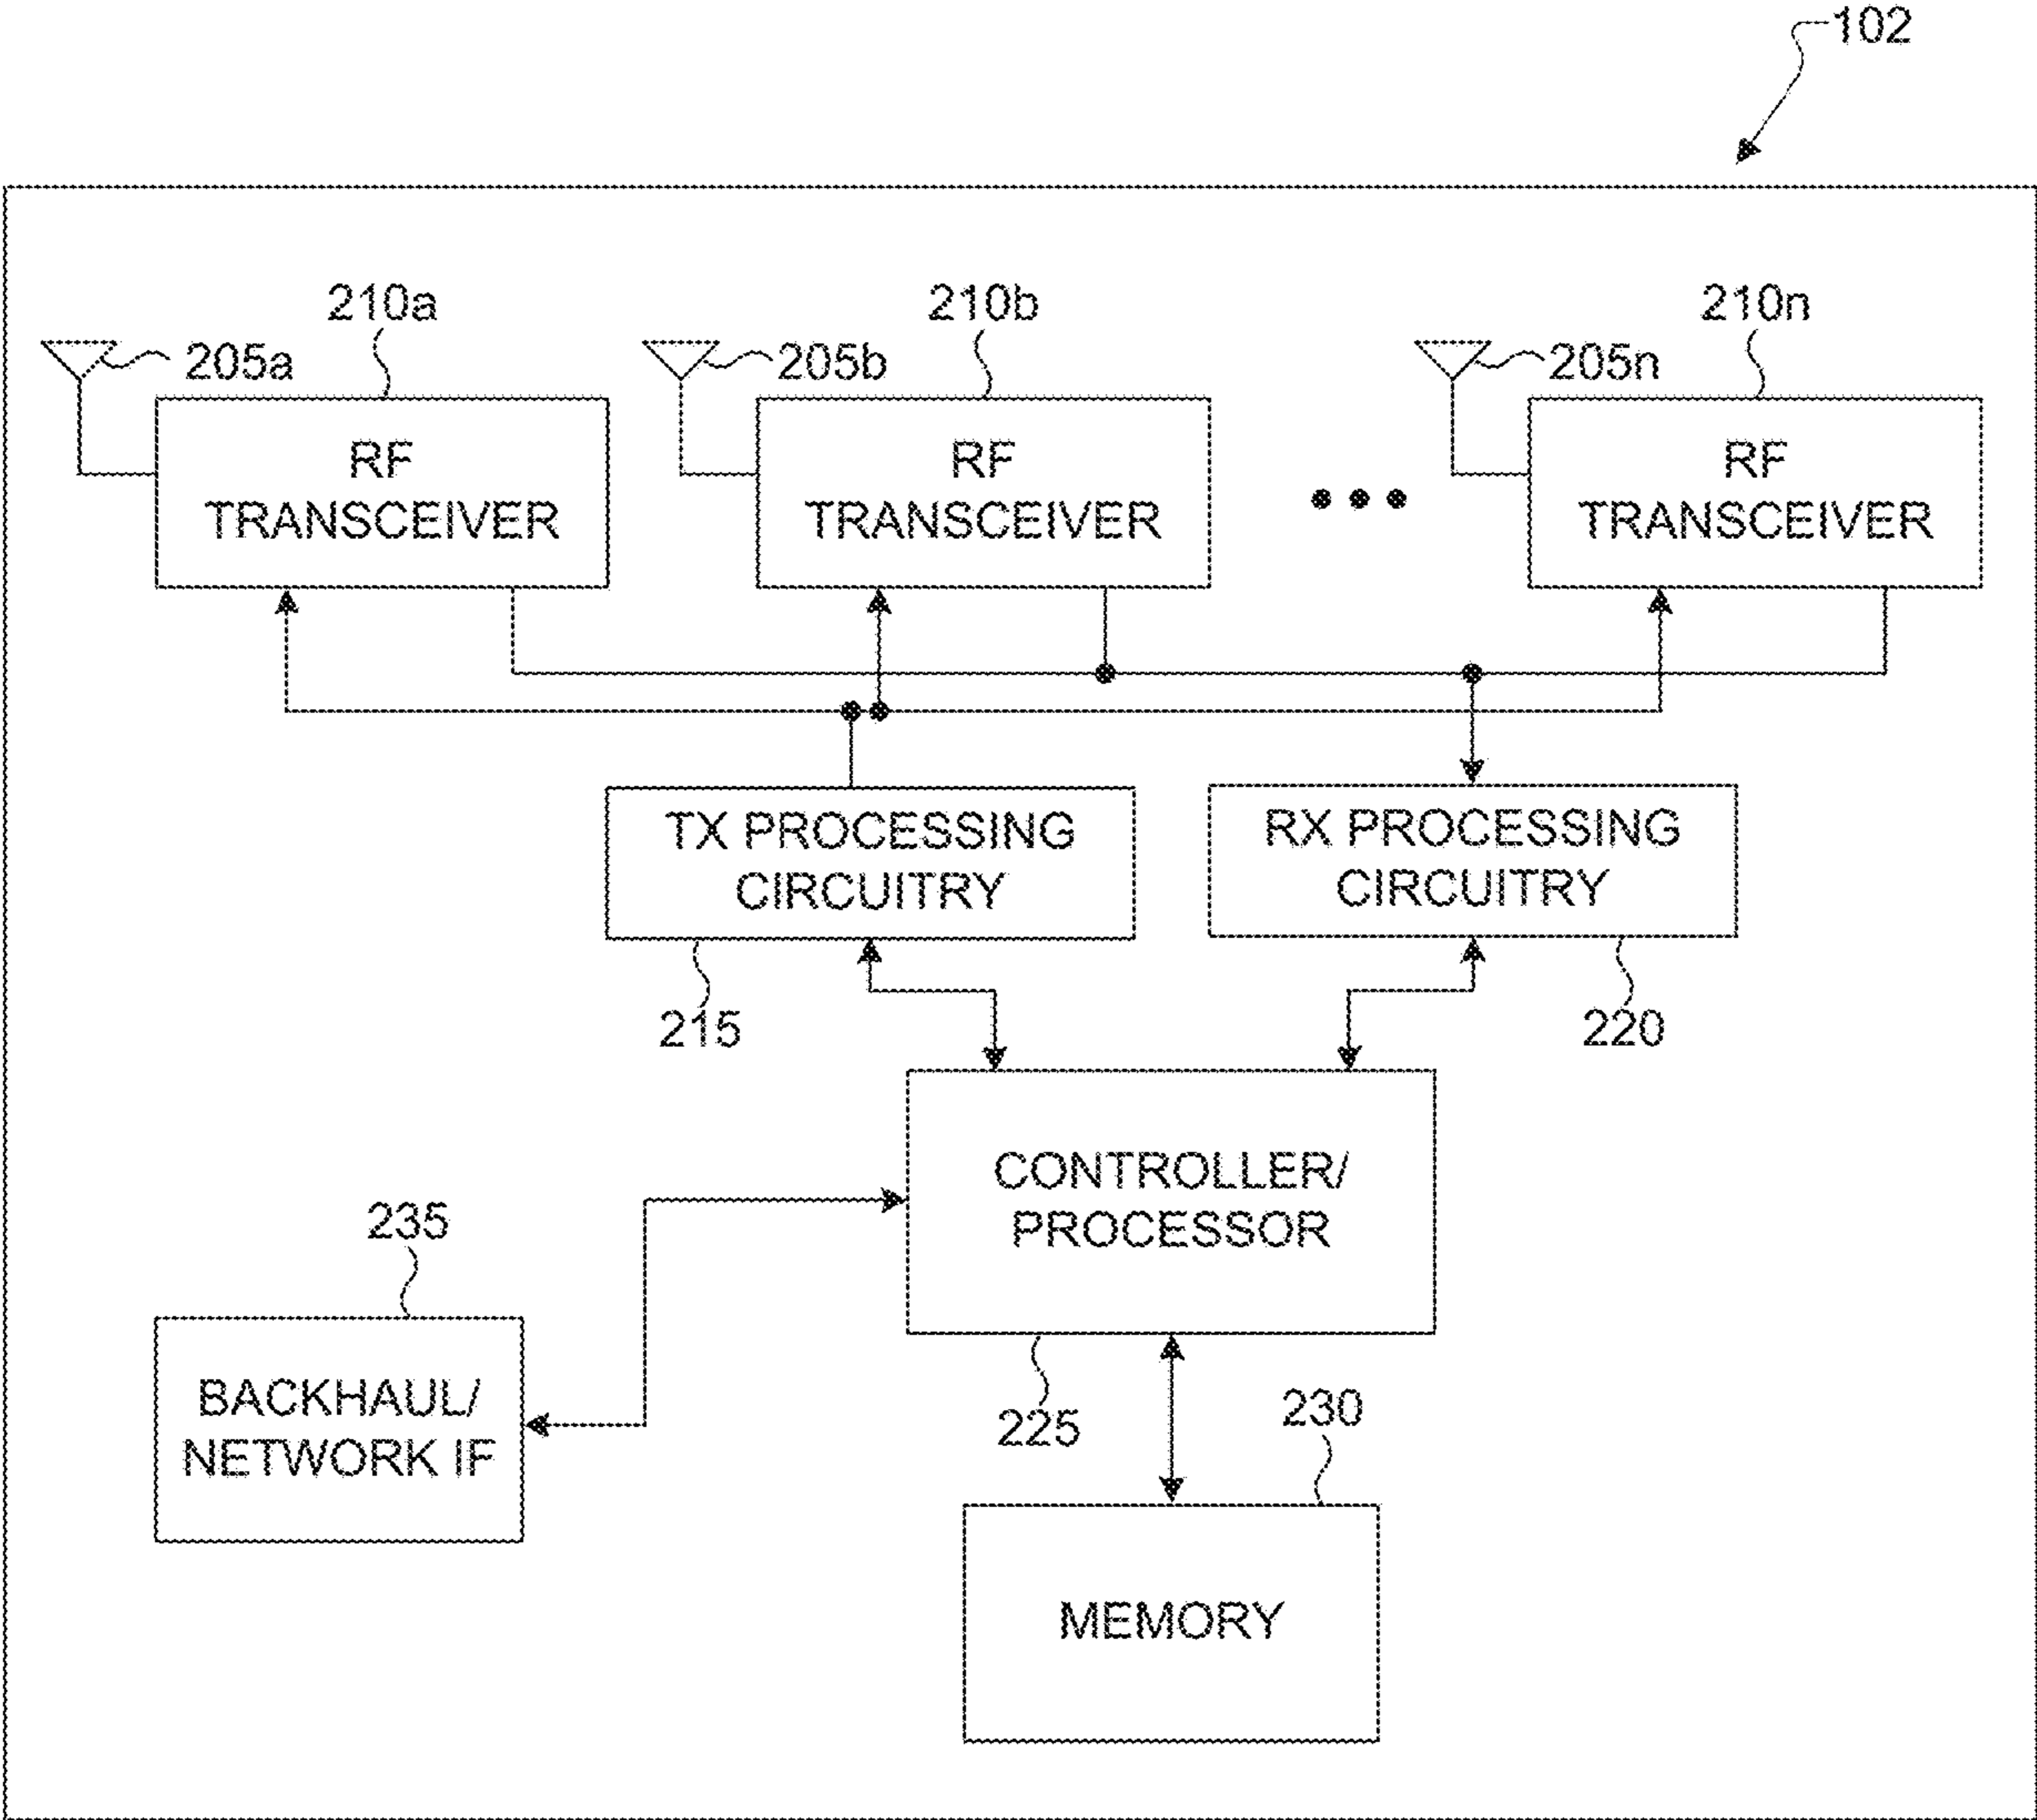 102
210a
210b
210n
205a
205b
205n
RF
TRANSCEIVER
RF
TRANSCEIVER
RF
TRANSCEIVER
TX PROCESSING
CIRCUITRY
RX PROCESSING
CIRCUITRY
215
220
CONTROLLER/
PROCESSOR
235
BACKHAUL/
NETWORK IF
225
230
MEMORY